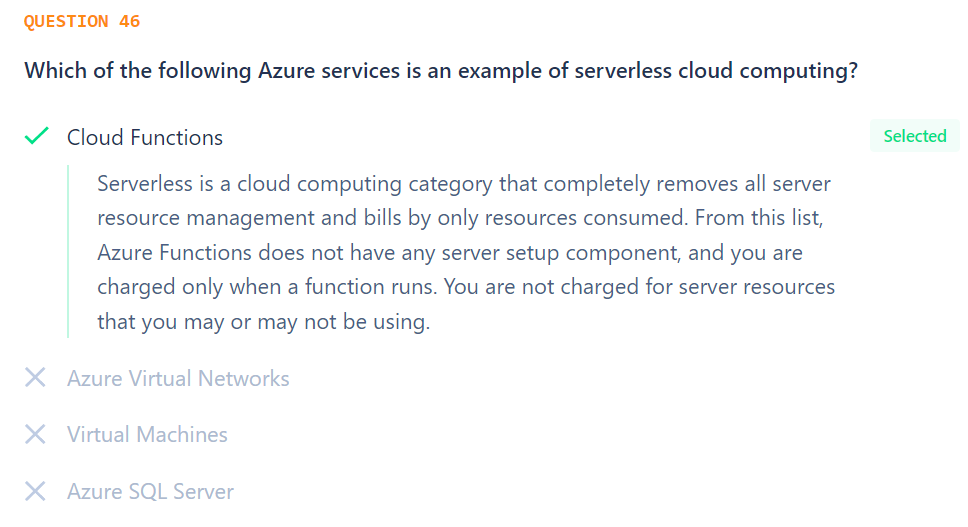 QUESTION 46
Which of the following Azure services is an example of serverless cloud computing?
Cloud Functions
Selected
Serverless is a cloud computing category that completely removes all server
resource management and bills by only resources consumed. From this list,
Azure Functions does not have any server setup component, and you are
charged only when a function runs. You are not charged for server resources
that you may or may not be using.
Azure Virtual Networks
Virtual Machines
Azure SQL Server